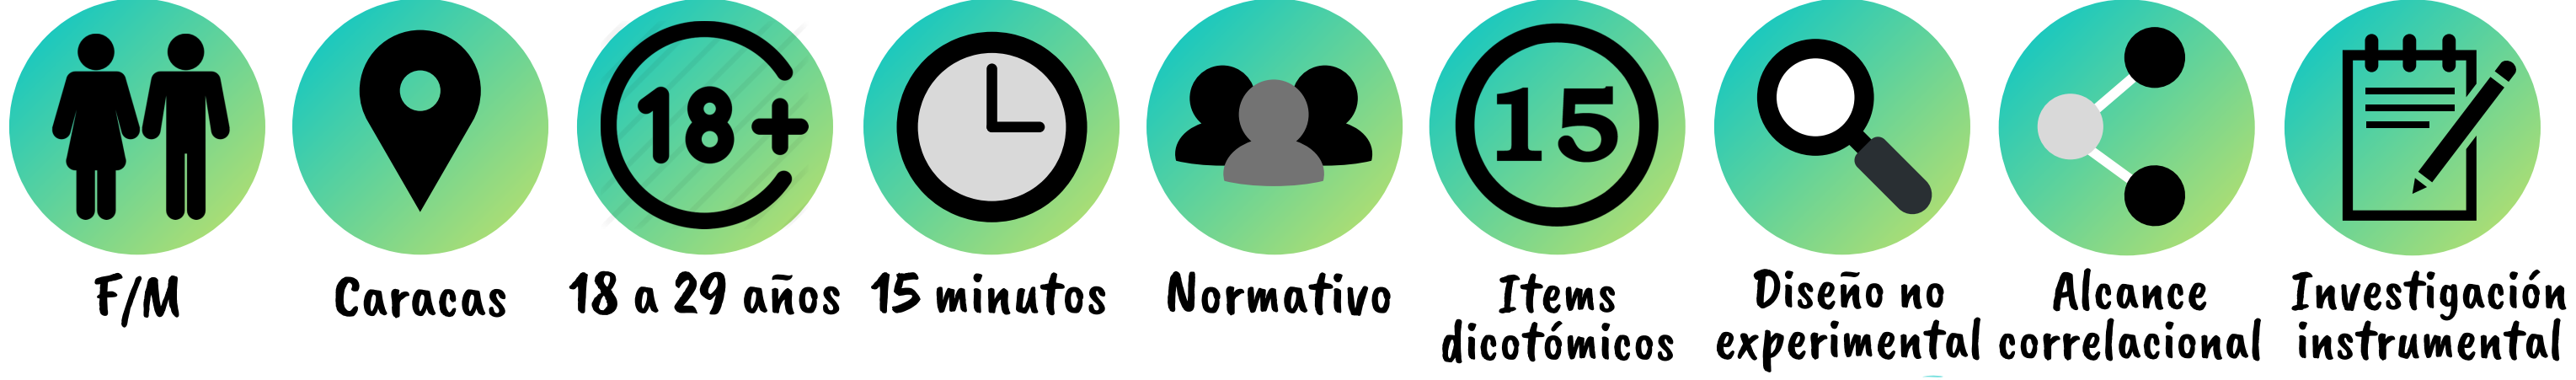 18+
15
F/M
Caracas
18 a 29 años
15 minutos
Normativo
Items
dicotómicos
Diseño no
experimental
Alcance
correlacional
Investigación
instrumental